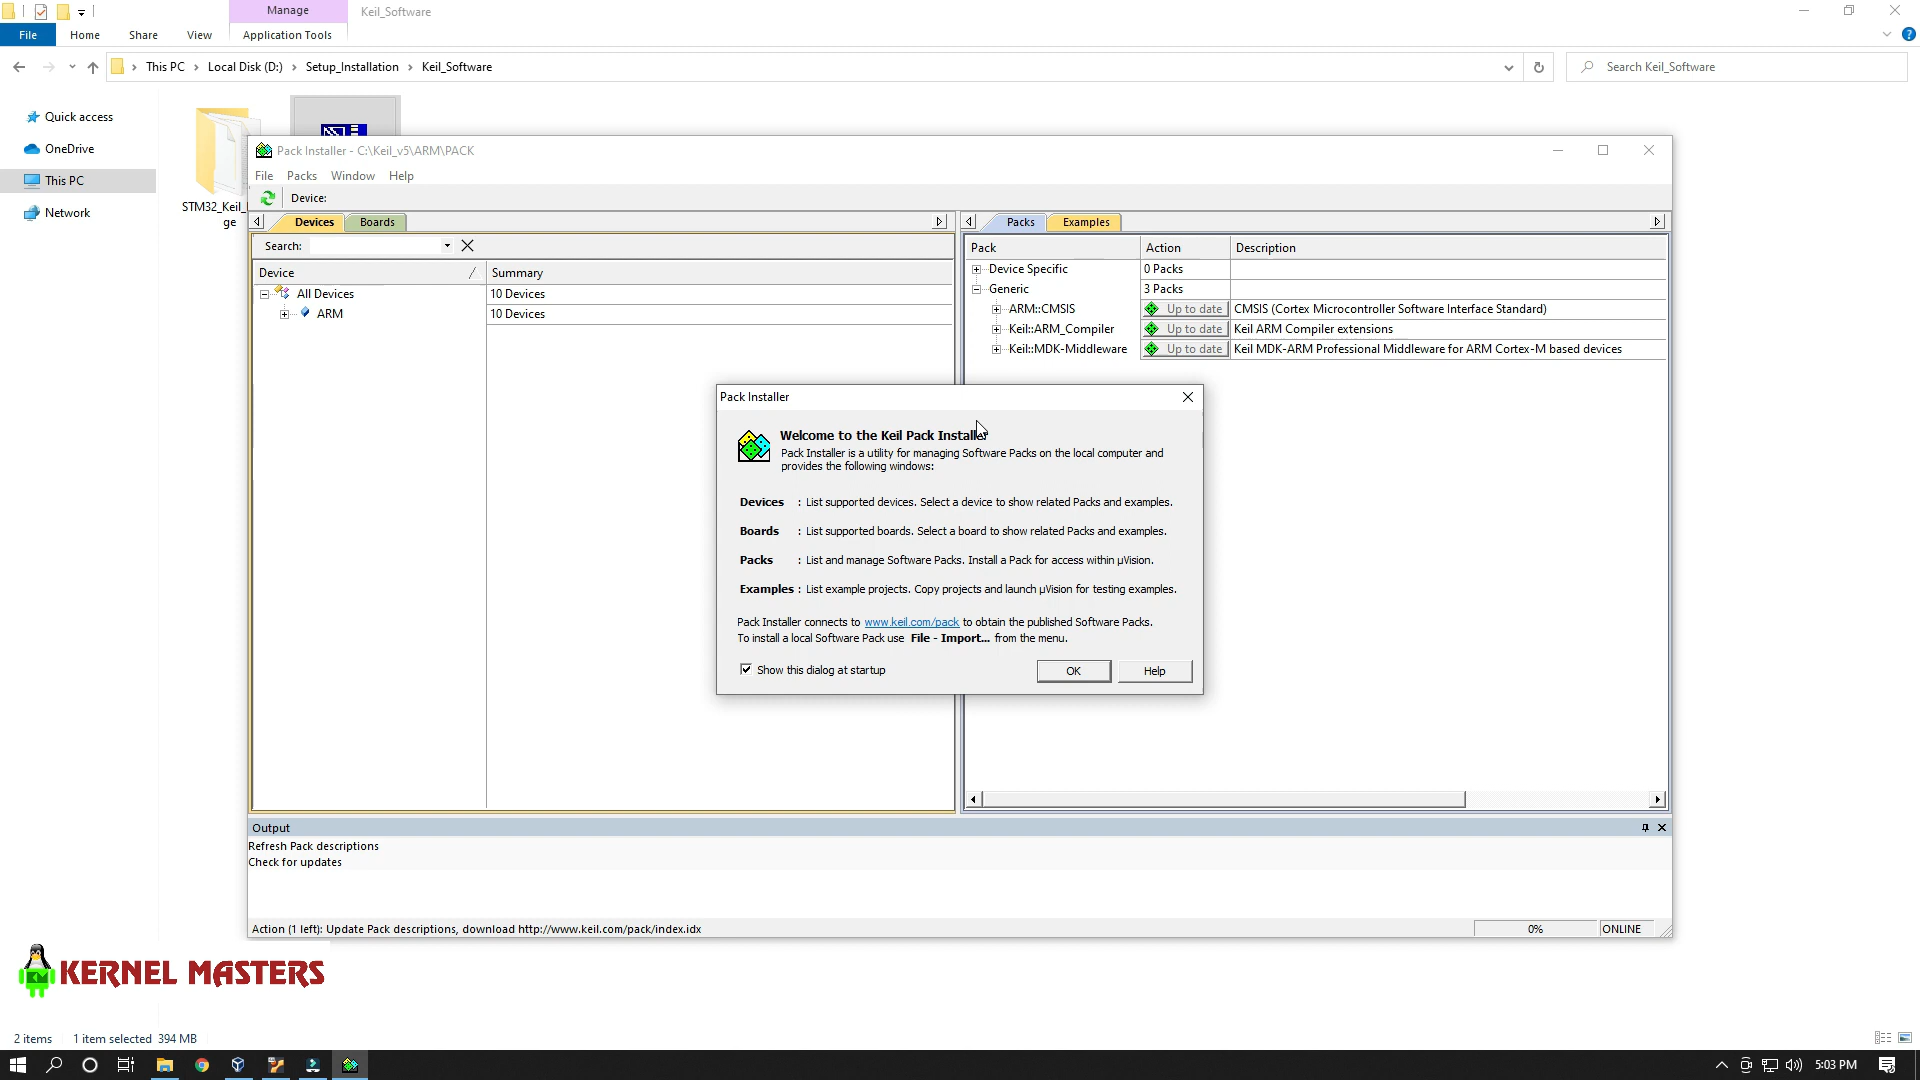 Manage
Keil_Software
File
Home
Share
View
Application Tools
This PC
Local Disk (D:)
Setup_Installation
Keil_Software
Search Keil_Software
Quick access
OneDrive
This PC
Network
STM32_Keil_
ge
Pack Installer - C:\Keil_v5\ARM\PACK
File
Packs
Window
Help
Device:
Devices
Boards
Search:
Device
Summary
All Devices
10 Devices
ARM
10 Devices
Packs
Examples
Pack
Action
Description
Device Specific
0 Packs
Generic
3 Packs
ARM::CMSIS
Up to date
CMSIS (Cortex Microcontroller Software Interface Standard)
Keil::ARM_Compiler
Up to date
Keil ARM Compiler extensions
Keil::MDK-Middleware
Up to date
Keil MDK-ARM Professional Middleware for ARM Cortex-M based devices
Pack Installer
Welcome to the Keil Pack Installer
Pack Installer is a utility for managing Software Packs on the local computer and
provides the following windows:
Devices : List supported devices. Select a device to show related Packs and examples.
Boards : List supported boards. Select a board to show related Packs and examples.
Packs : List and manage Software Packs. Install a Pack for access within µVision.
Examples : List example projects. Copy projects and launch µVision for testing examples.
Pack Installer connects to www.keil.com/pack to obtain the published Software Packs.
To install a local Software Pack use File - Import... from the menu.
Show this dialog at startup
OK
Help
Output
Refresh Pack descriptions
Check for updates
Action (1 left): Update Pack descriptions, download http://www.keil.com/pack/index.idx
0%
ONLINE
KERNEL MASTERS
2 items
1 item selected 394 MB
5:03 PM